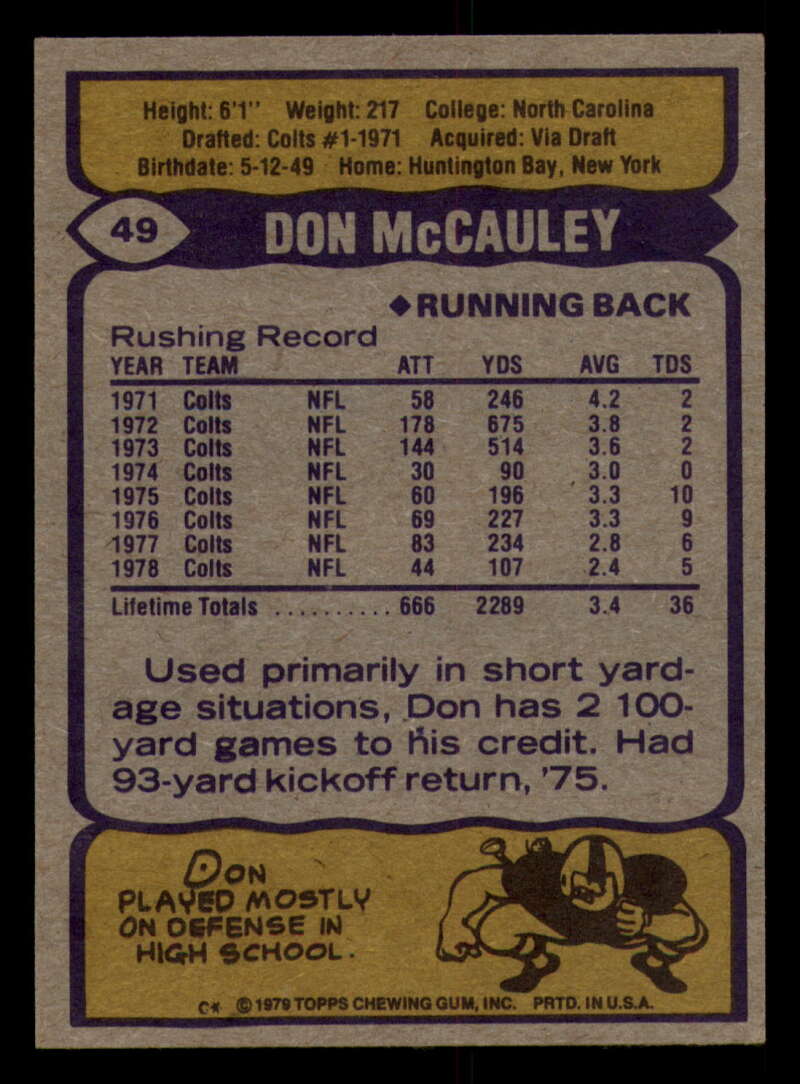 Height: 6'1" Weight: 217 College: North Carolina
Drafted: Colts #1-1971 Acquired: Via Draft
Birthdate: 5-12-49 Home: Huntington Bay, New York
49 DON McCAULEY
◆RUNNING BACK
Rushing Record
YEAR TEAM ATT YDS AVG TDS
1971 Colts NFL 58 246 4.2 2
1972 Colts NFL 178 675 3.8 2
1973 Colts NFL 144 514 3.6 2
1974 Colts NFL 30 90 3.0 0
1975 Colts NFL 60 196 3.3 10
1976 Colts NFL 69 227 3.3 9
1977 Colts NFL 83 234 2.8 6
1978 Colts NFL 44 107 2.4 5
Lifetime Totals .......... 666 2289 3.4 36
Used primarily in short yard-
age situations, Don has 2 100-
yard games to his credit. Had
93-yard kickoff return, '75.
DON
PLAYED MOSTLY
ON DEFENSE IN
HIGH SCHOOL.
C* © 1979 TOPPS CHEWING GUM, INC. PRTD. IN U.S.A.